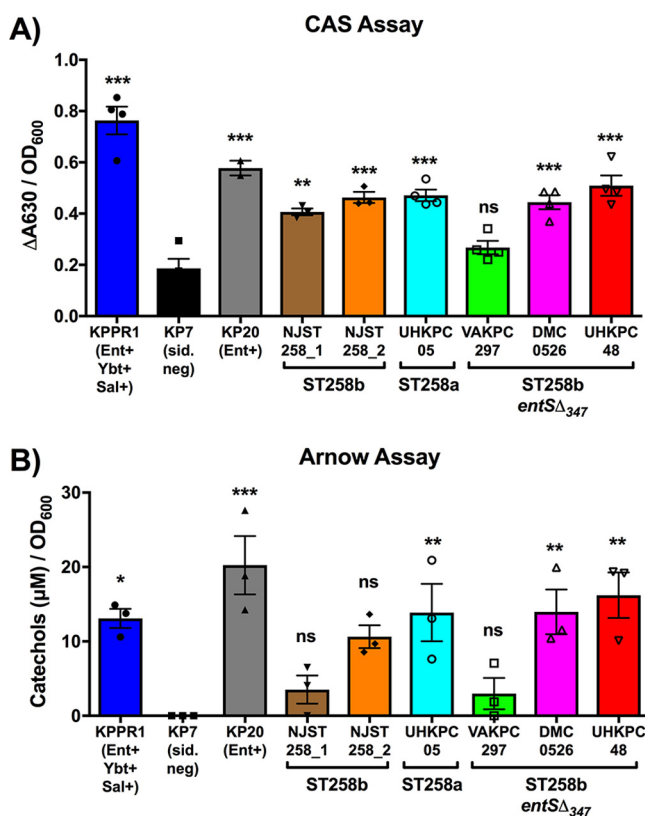 A)
CAS Assay
ΔA630 / OD600
1.0
0.8
0.6
0.4
0.2
0.0
***
***
**
***
***
ns
***
***
KPPR1
(Ent+
Ybt+
Sal+)
KP7
(sid.
neg)
KP20
(Ent+)
NJST
258_1
NJST
258_2
UHKPC
05
VAKPC
297
DMC
0526
UHKPC
48
ST258b
ST258a
ST258b
entSΔ347
B)
Arnow Assay
Catechols (μM) / OD600
30
20
10
0
*
***
ns
ns
**
ns
**
**
KPPR1
(Ent+
Ybt+
Sal+)
KP7
(sid.
neg)
KP20
(Ent+)
NJST
258_1
NJST
258_2
UHKPC
05
VAKPC
297
DMC
0526
UHKPC
48
ST258b
ST258a
ST258b
entSΔ347